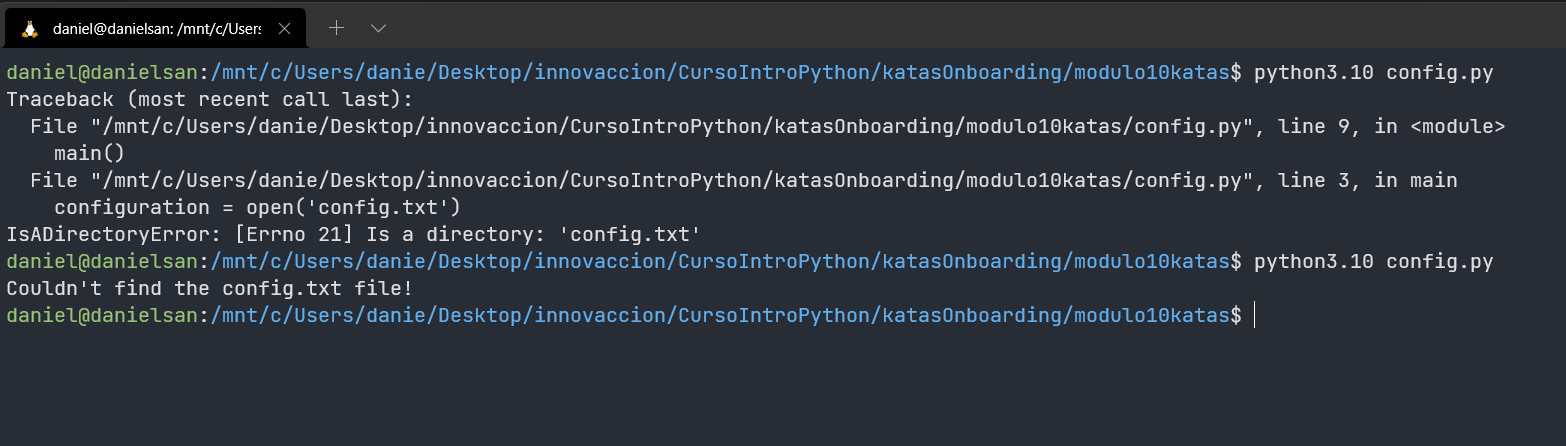 daniel@danielsan: /mnt/c/Users
daniel@danielsan:/mnt/c/Users/danie/Desktop/innovaccion/CursoIntroPython/katasOnboarding/modulo10katas$ python3.10 config.py
Traceback (most recent call last):
  File "/mnt/c/Users/danie/Desktop/innovaccion/CursoIntroPython/katasOnboarding/modulo10katas/config.py", line 9, in <module>
    main()
  File "/mnt/c/Users/danie/Desktop/innovaccion/CursoIntroPython/katasOnboarding/modulo10katas/config.py", line 3, in main
    configuration = open('config.txt')
IsADirectoryError: [Errno 21] Is a directory: 'config.txt'
daniel@danielsan:/mnt/c/Users/danie/Desktop/innovaccion/CursoIntroPython/katasOnboarding/modulo10katas$ python3.10 config.py
Couldn't find the config.txt file!
daniel@danielsan:/mnt/c/Users/danie/Desktop/innovaccion/CursoIntroPython/katasOnboarding/modulo10katas$